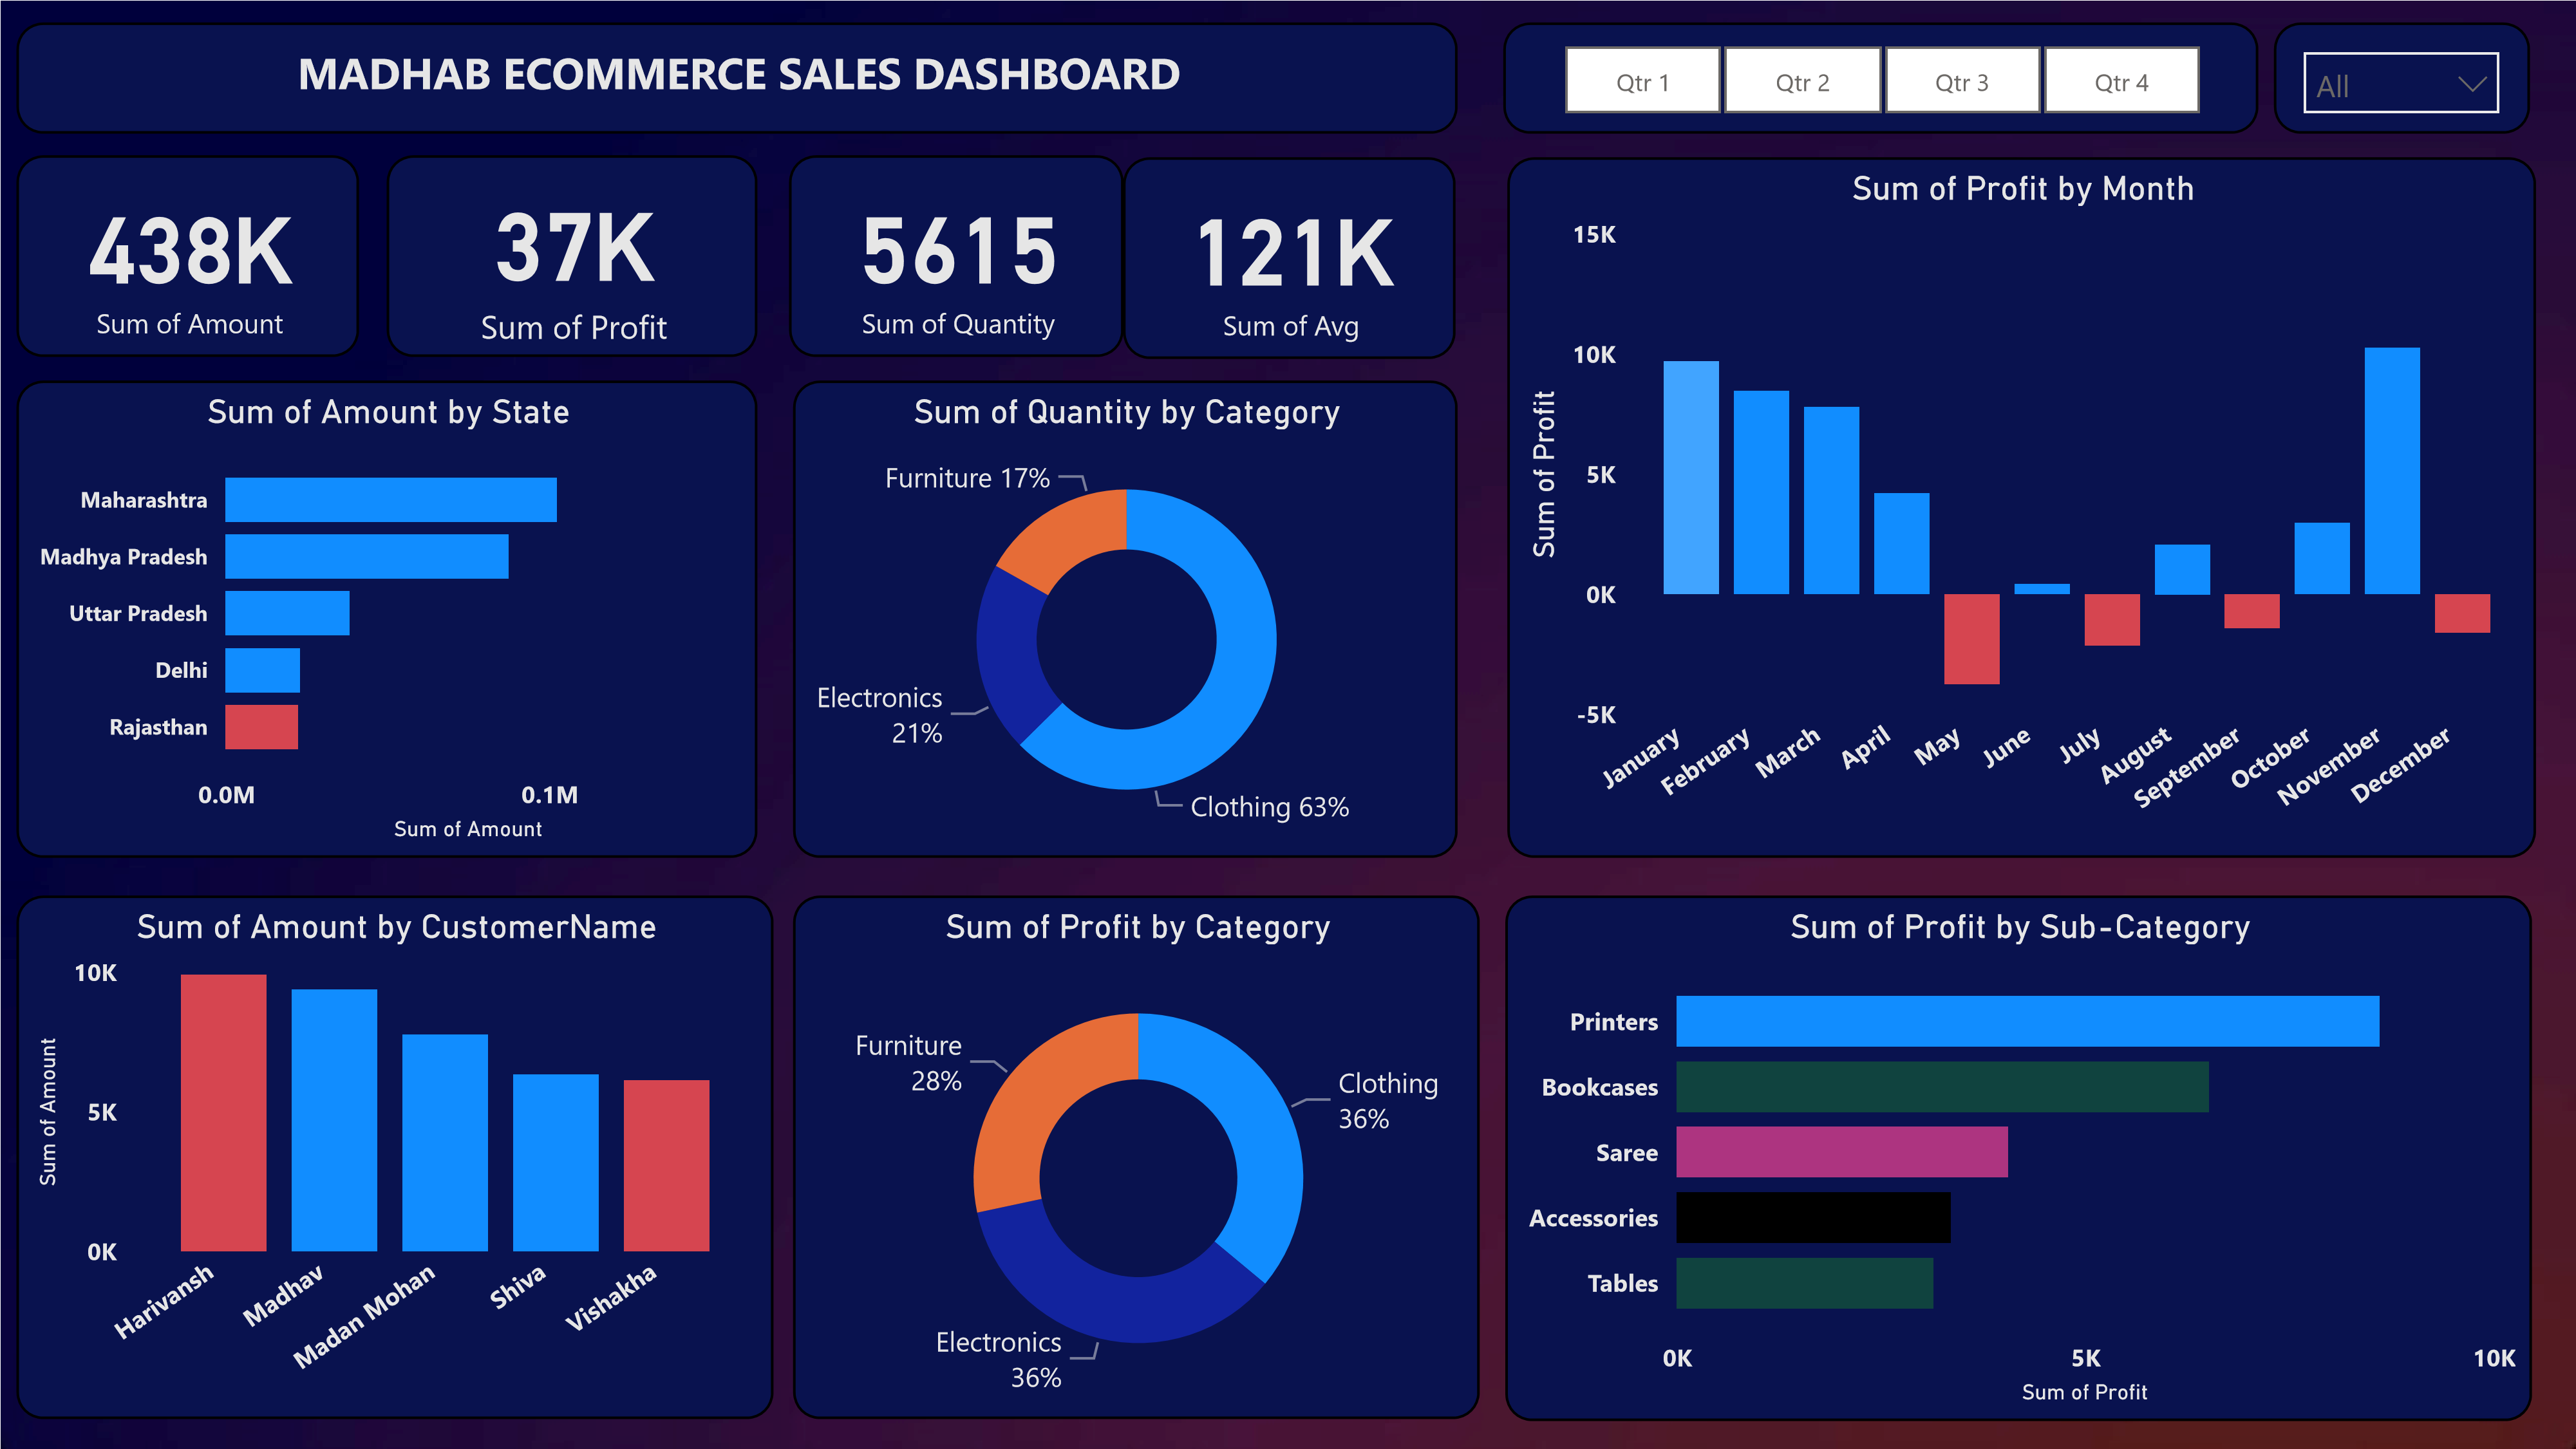 MADHAB ECOMMERCE SALES DASHBOARD
Qtr 1
Qtr 2
Qtr 3
Qtr 4
All
438K
Sum of Amount
37K
Sum of Profit
5615
Sum of Quantity
121K
Sum of Avg
Sum of Profit by Month
15K
10K
5K
0K
-5K
Sum of Profit
January
February
March
April
May
June
July
August
September
October
November
December
Sum of Amount by State
Maharashtra
Madhya Pradesh
Uttar Pradesh
Delhi
Rajasthan
0.0M
0.1M
Sum of Amount
Sum of Quantity by Category
Furniture 17%
Electronics
21%
Clothing 63%
Sum of Amount by CustomerName
10K
5K
0K
Sum of Amount
Harivansh
Madhav
Madan Mohan
Shiva
Vishakha
Sum of Profit by Category
Furniture
28%
Clothing
36%
Electronics
36%
Sum of Profit by Sub-Category
Printers
Bookcases
Saree
Accessories
Tables
0K
5K
10K
Sum of Profit